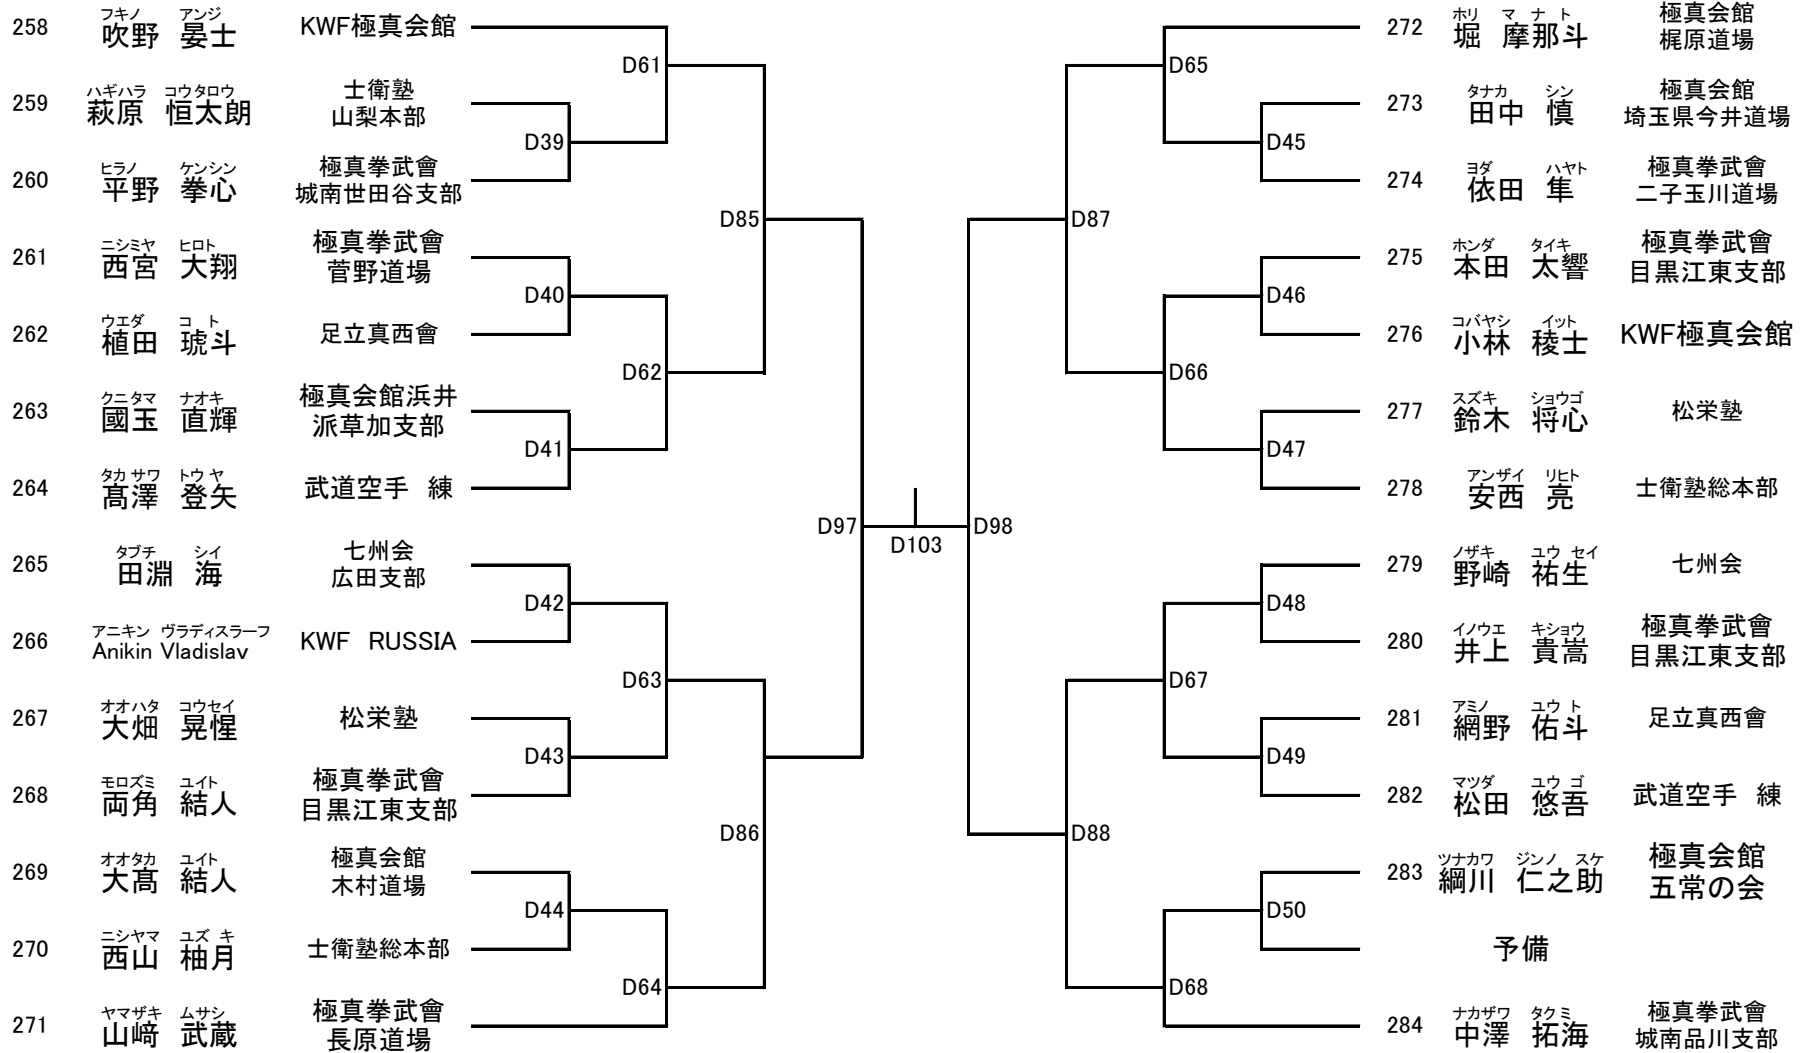 フキノ アンジ
258 吹野 晏士 KWF極真会館
D61
ハギハラ コウタロウ
259 萩原 恒太朗 士衛塾
山梨本部
D39
ヒラノ ケンシン
260 平野 拳心 極真拳武會
城南世田谷支部
D85
ニシミヤ ヒロト
261 西宮 大翔 極真拳武會
菅野道場
D40
ウエダ コト
262 植田 琥斗 足立真西會
D62
クニタマ ナオキ
263 國玉 直輝 極真会館浜井
派草加支部
D41
タカサワ トウヤ
264 髙澤 登矢 武道空手 練
D97
タブチ シイ
265 田淵 海 七州会
広田支部
D42
アニキン ヴラディスラーフ
266 Anikin Vladislav KWF RUSSIA
D63
オオハタ コウセイ
267 大畑 晃惺 松栄塾
D43
モロズミ ユイト
268 両角 結人 極真拳武會
目黒江東支部
D86
オオタカ ユイト
269 大髙 結人 極真会館
木村道場
D44
ニシヤマ ユズキ
270 西山 柚月 士衛塾総本部
D64
ヤマザキ ムサシ
271 山﨑 武蔵 極真拳武會
長原道場
D103
ホリ マナト
272 堀 摩那斗 極真会館
梶原道場
D65
タナカ シン
273 田中 慎 極真会館
埼玉県今井道場
D45
ヨダ ハヤト
274 依田 隼 極真拳武會
二子玉川道場
D87
ホンダ タイキ
275 本田 太響 極真拳武會
目黒江東支部
D46
コバヤシ イット
276 小林 稜士 KWF極真会館
D66
スズキ ショウゴ
277 鈴木 将心 松栄塾
D47
アンザイ リヒト
278 安西 亮 士衛塾総本部
D98
ノザキ ユウセイ
279 野崎 祐生 七州会
D48
イノウエ キショウ
280 井上 貴嵩 極真拳武會
目黒江東支部
D67
アミノ ユウト
281 網野 佑斗 足立真西會
D49
マツダ ユウゴ
282 松田 悠吾 武道空手 練
D88
ツナカワ ジンノスケ
283 綱川 仁之助 極真会館
五常の会
D50
予備
D68
ナカザワ タクミ
284 中澤 拓海 極真拳武會
城南品川支部